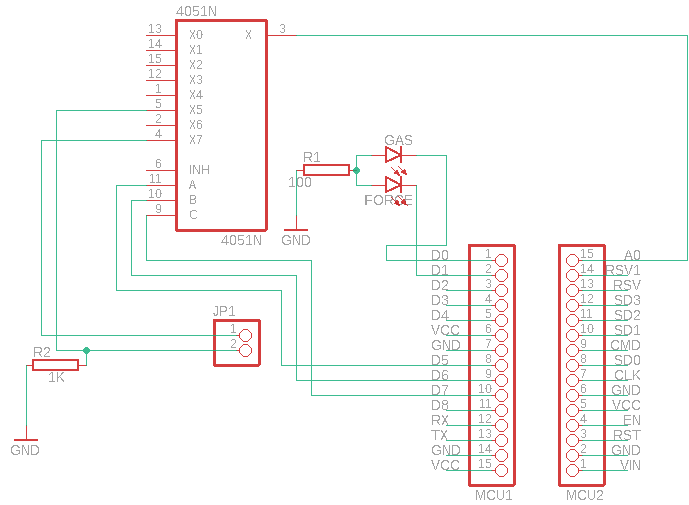 4051N
13 X0 X 3
14 X1
15 X2
12 X3
1 X4
5 X5
2 X6
4 X7
6 INH
11 A
10 B
9 C
4051N
GAS
R1
100
FORCE
GND
D0 1
D1 2
D2 3
D3 4
D4 5
VCC 6
GND 7
D5 8
D6 9
D7 10
D8 11
RX 12
TX 13
GND 14
VCC 15
MCU1
15 A0
14 RSV1
13 RSV
12 SD3
11 SD2
10 SD1
9 CMD
8 SD0
7 CLK
6 GND
5 VCC
4 EN
3 RST
2 GND
1 VIN
MCU2
JP1
1
2
R2
1K
GND